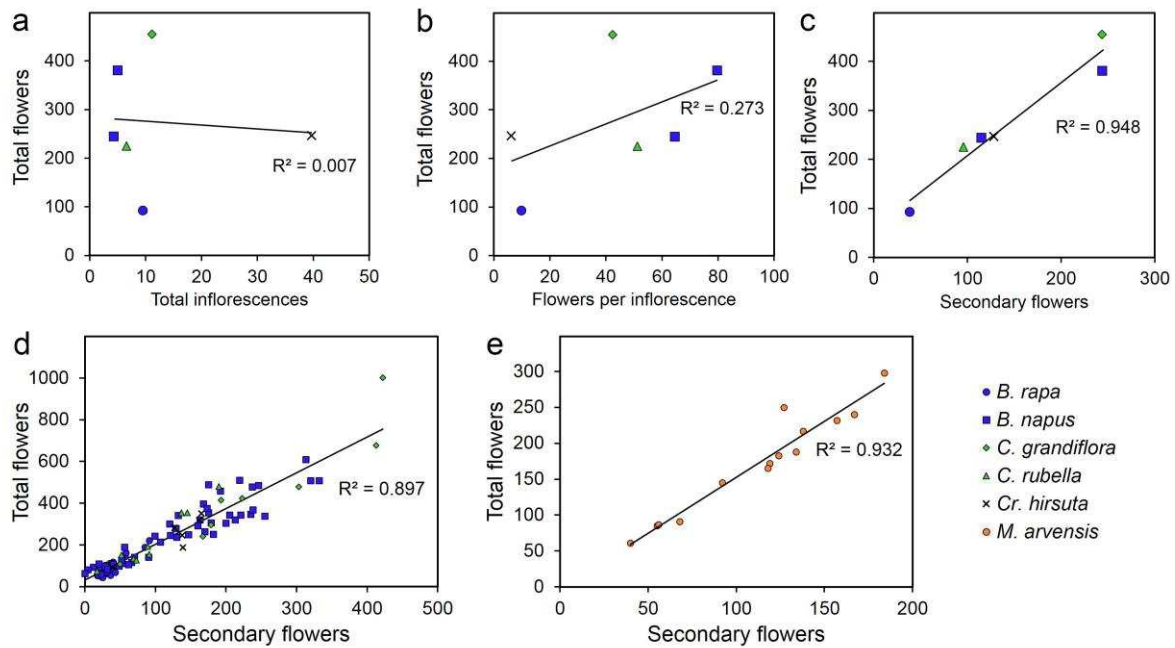 a
Total flowers
400
300
200
100
0
0 10 20 30 40 50
Total inflorescences
R² = 0.007
b
Total flowers
400
300
200
100
0
0 20 40 60 80 100
Flowers per inflorescence
R² = 0.273
c
Total flowers
400
300
200
100
0
0 100 200 300
Secondary flowers
R² = 0.948
d
Total flowers
1000
800
600
400
200
0
0 100 200 300 400 500
Secondary flowers
R² = 0.897
e
Total flowers
300
250
200
150
100
50
0
0 50 100 150 200
Secondary flowers
R² = 0.932
B. rapa
B. napus
C. grandiflora
C. rubella
Cr. hirsuta
M. arvensis